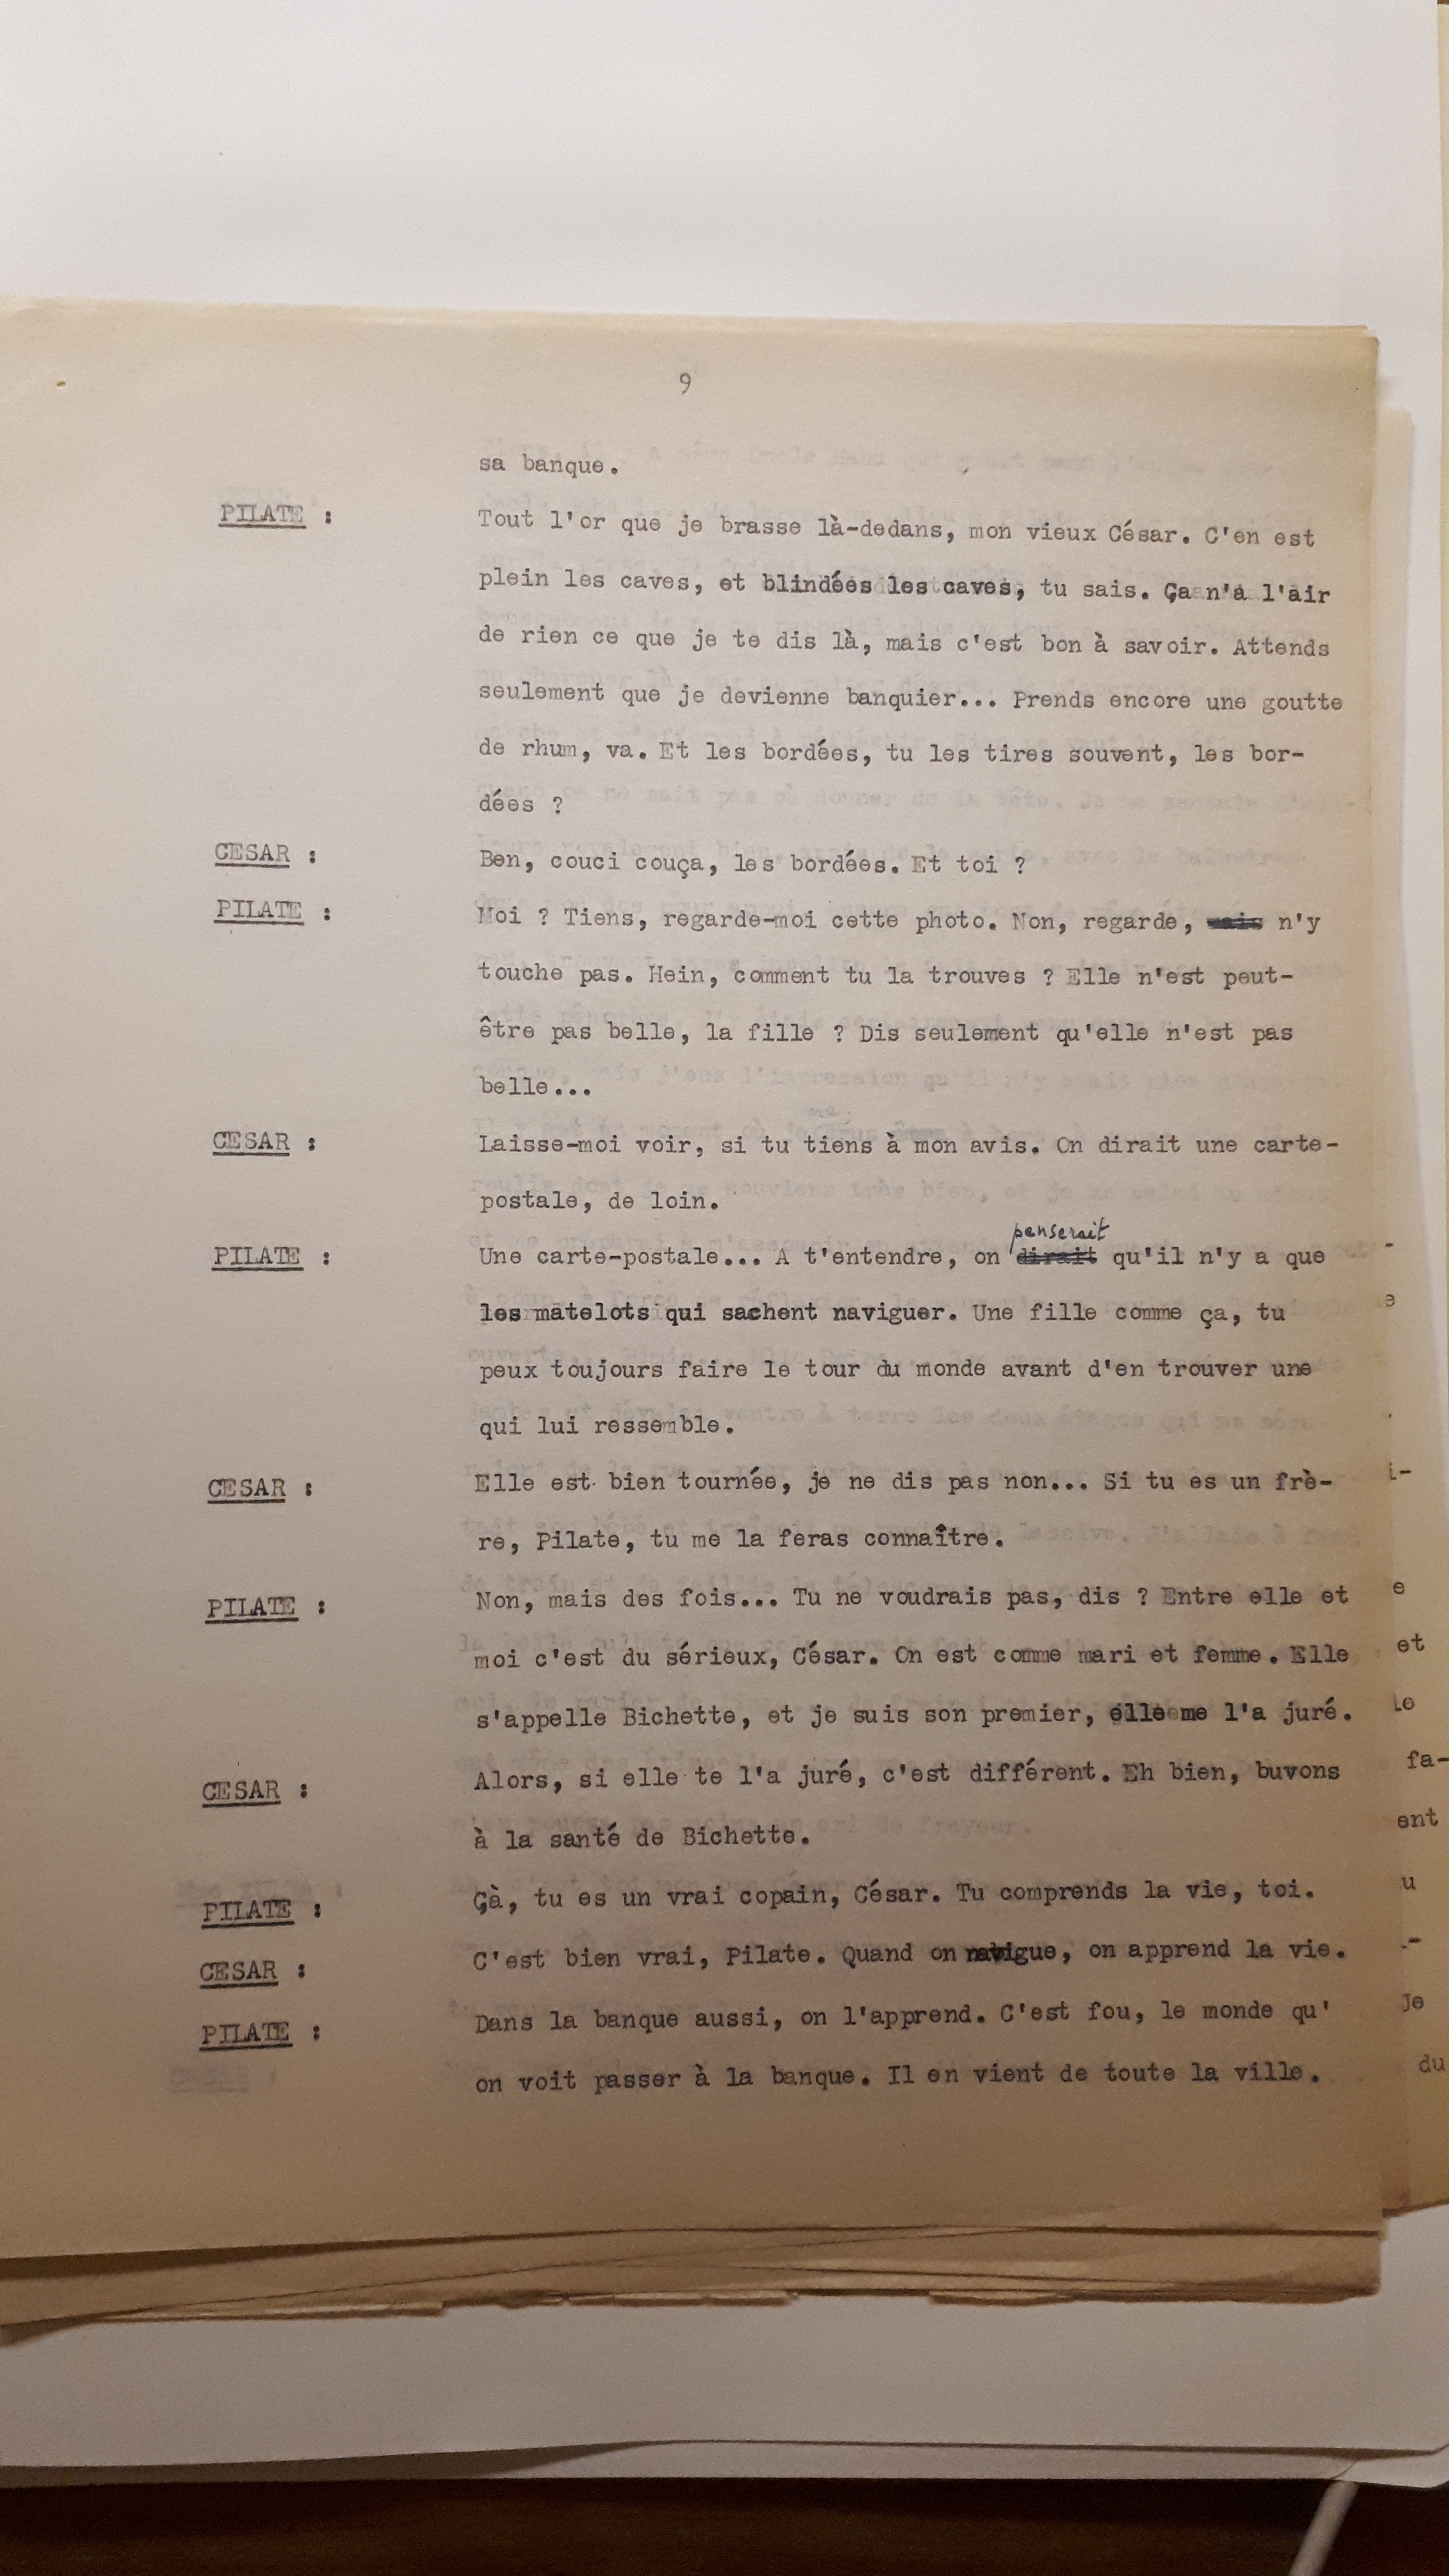 9
sa banque.
PILATE : Tout l'or que je brasse là-dedans, mon vieux César. C'en est
plein les caves, et blindées les caves, tu sais. Ça n'a l'air
de rien ce que je te dis là, mais c'est bon à savoir. Attends
seulement que je devienne banquier... Prends encore une goutte
de rhum, va. Et les bordées, tu les tires souvent, les bor-
dées ?
CESAR : Ben, couci couça, les bordées. Et toi ?
PILATE : Moi ? Tiens, regarde-moi cette photo. Non, regarde, mais n'y
touche pas. Hein, comment tu la trouves ? Elle n'est peut-
être pas belle, la fille ? Dis seulement qu'elle n'est pas
belle...
CESAR : Laisse-moi voir, si tu tiens à mon avis. On dirait une carte-
postale, de loin.
penserait
PILATE : Une carte-postale... A t'entendre, on dirait qu'il n'y a que
les matelots qui sachent naviguer. Une fille comme ça, tu
peux toujours faire le tour du monde avant d'en trouver une
qui lui ressemble.
CESAR : Elle est bien tournée, je ne dis pas non... Si tu es un frè-
re, Pilate, tu me la feras connaître.
PILATE : Non, mais des fois... Tu ne voudrais pas, dis ? Entre elle et
moi c'est du sérieux, César. On est comme mari et femme. Elle
s'appelle Bichette, et je suis son premier, elle me l'a juré.
CESAR : Alors, si elle te l'a juré, c'est différent. Eh bien, buvons
à la santé de Bichette.
PILATE : Çà, tu es un vrai copain, César. Tu comprends la vie, toi.
CESAR : C'est bien vrai, Pilate. Quand on navigue, on apprend la vie.
PILATE : Dans la banque aussi, on l'apprend. C'est fou, le monde qu'
on voit passer à la banque. Il en vient de toute la ville.